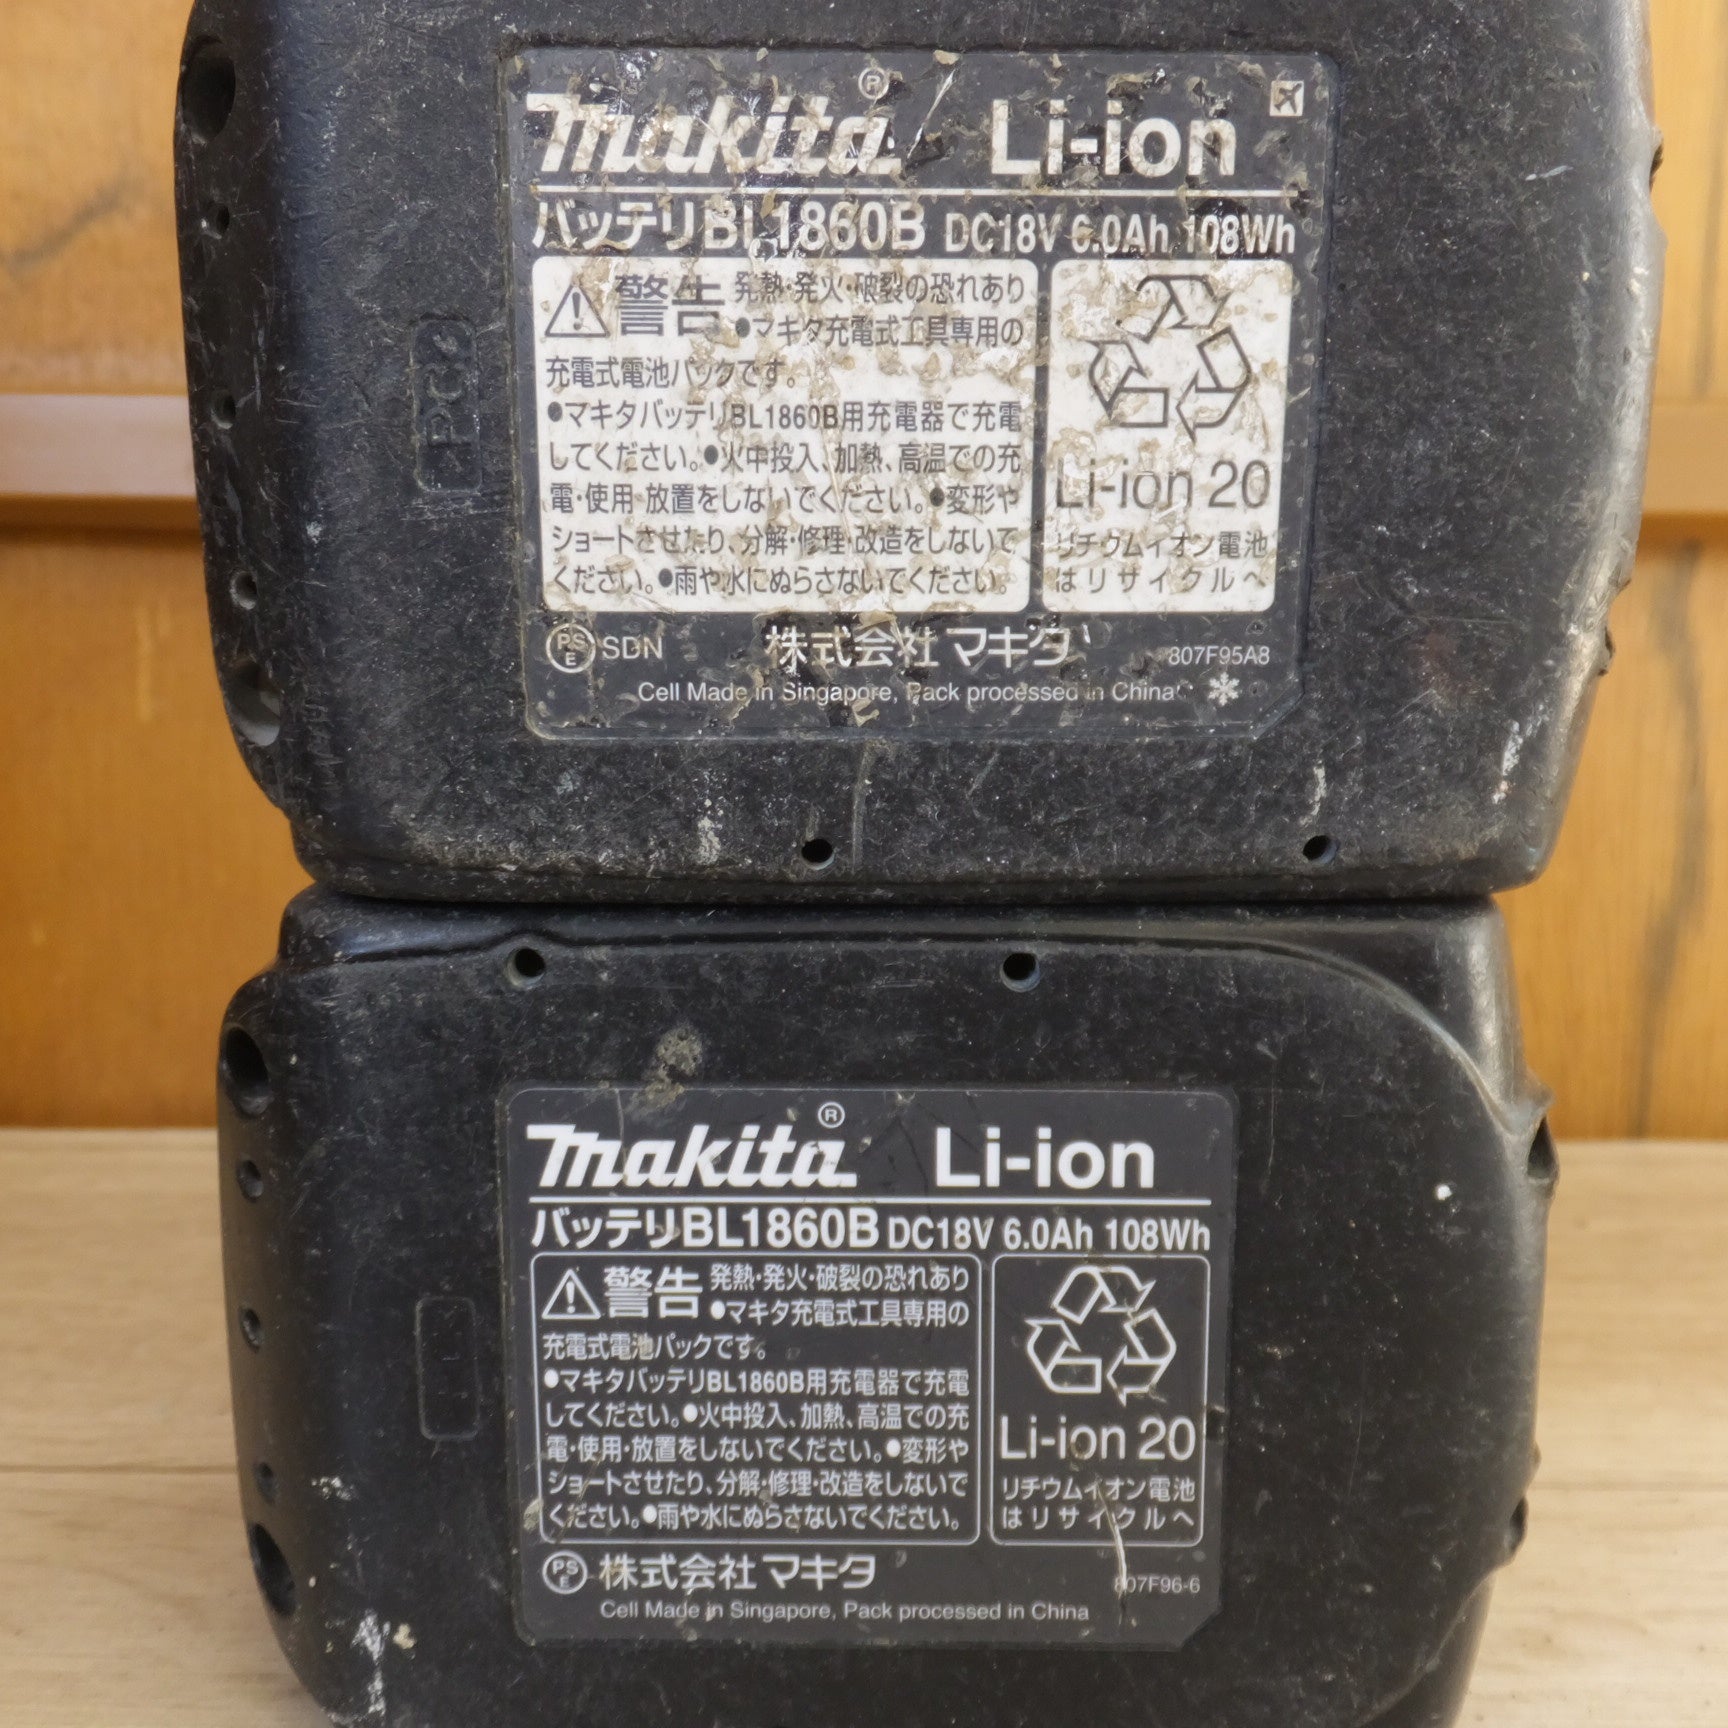 makita® Li-ion
バッテリBL1860B DC18V 6.0Ah 108Wh
警告 発熱・発火・破裂の恐れあり
●マキタ充電式工具専用の
充電式電池パックです。
●マキタバッテリBL1860B用充電器で充電
してください。●火中投入、加熱、高温での充
電・使用・放置をしないでください。●変形や
ショートさせたり、分解・修理・改造をしないで
ください。●雨や水にぬらさないでください。
Li-ion 20
リチウムイオン電池
はリサイクルへ
PSE SDN 株式会社マキタ 807F95A8
Cell Made in Singapore, Pack processed in China
makita® Li-ion
バッテリBL1860B DC18V 6.0Ah 108Wh
警告 発熱・発火・破裂の恐れあり
●マキタ充電式工具専用の
充電式電池パックです。
●マキタバッテリBL1860B用充電器で充電
してください。●火中投入、加熱、高温での充
電・使用・放置をしないでください。●変形や
ショートさせたり、分解・修理・改造をしないで
ください。●雨や水にぬらさないでください。
Li-ion 20
リチウムイオン電池
はリサイクルへ
PSE 株式会社マキタ 807F96-6
Cell Made in Singapore, Pack processed in China